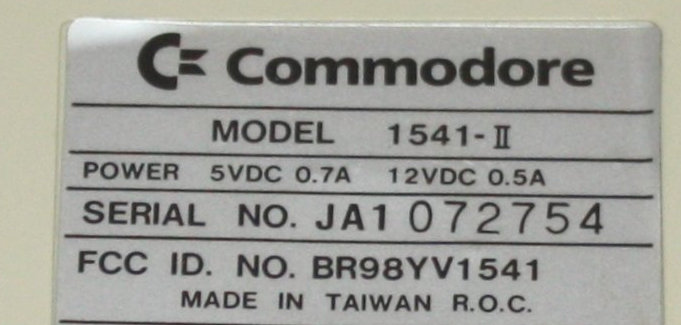 Commodore
MODEL 1541-II
POWER 5VDC 0.7A 12VDC 0.5A
SERIAL NO. JA1 072754
FCC ID. NO. BR98YV1541
MADE IN TAIWAN R.O.C.